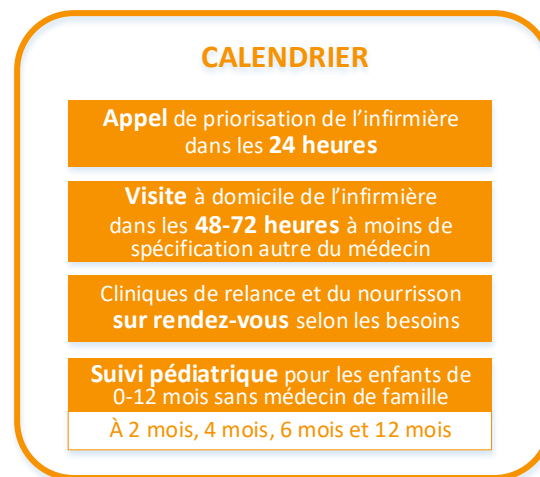 CALENDRIER
Appel de priorisation de l'infirmière
dans les 24 heures
Visite à domicile de l'infirmière
dans les 48-72 heures à moins de
spécification autre du médecin
Cliniques de relance et du nourrisson
sur rendez-vous selon les besoins
Suivi pédiatrique pour les enfants de
0-12 mois sans médecin de famille
À 2 mois, 4 mois, 6 mois et 12 mois